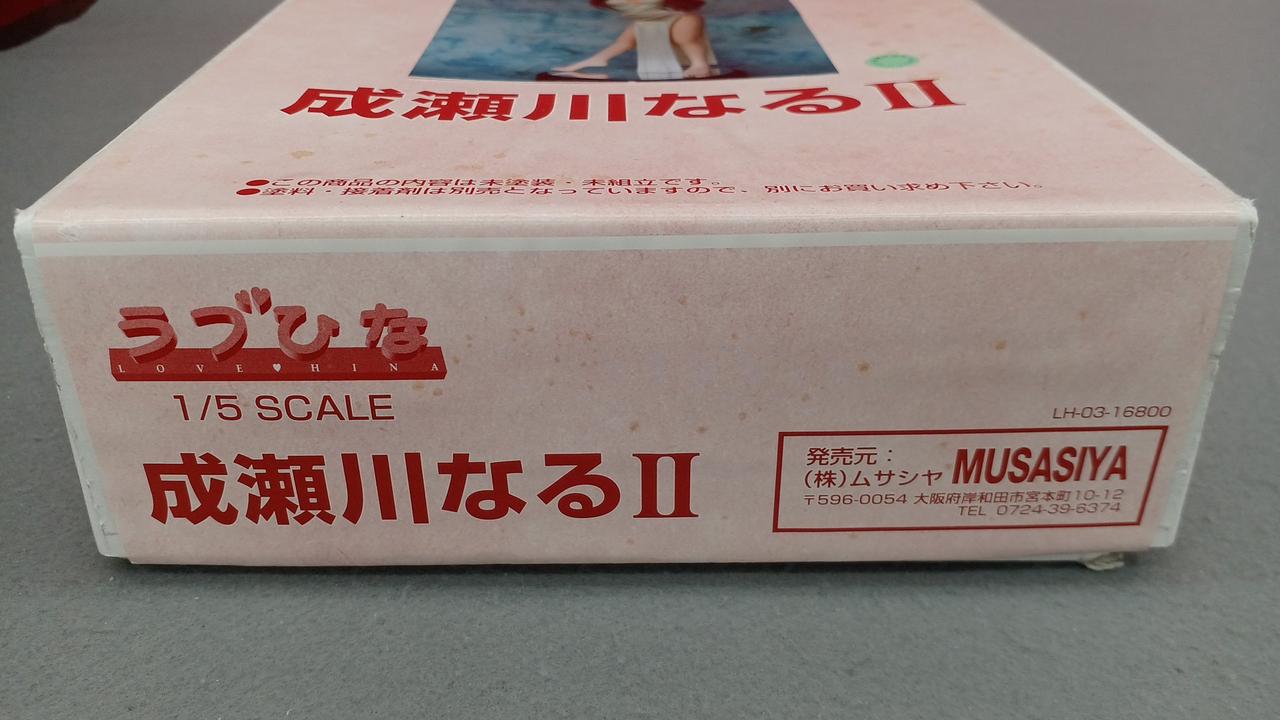 成瀬川なるII
●この商品の内容は未塗装・未組立です。
●塗料・接着剤は別売となっていますので、別にお買い求め下さい。
ラブひな
LOVE♥HINA
1/5 SCALE
成瀬川なるII
LH-03-16800
発売元：
(株)ムサシヤ MUSASIYA
〒596-0054 大阪府岸和田市宮本町10-12
TEL 0724-39-6374